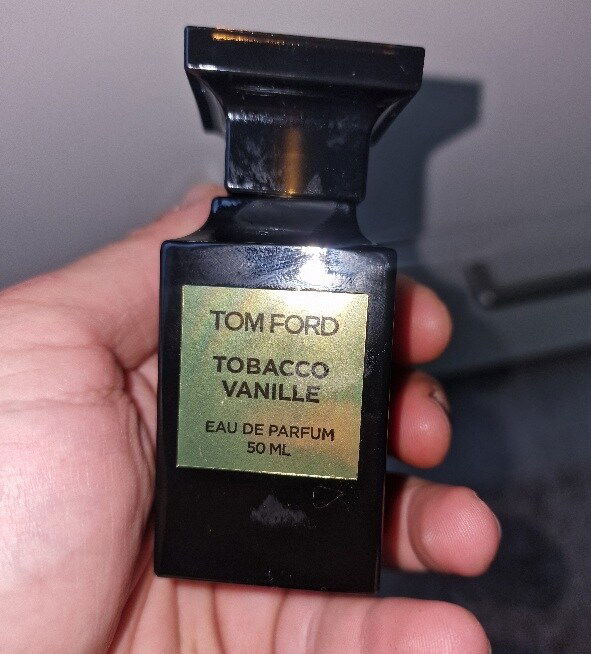 TOM FORD
TOBACCO
VANILLE
EAU DE PARFUM
50 ML